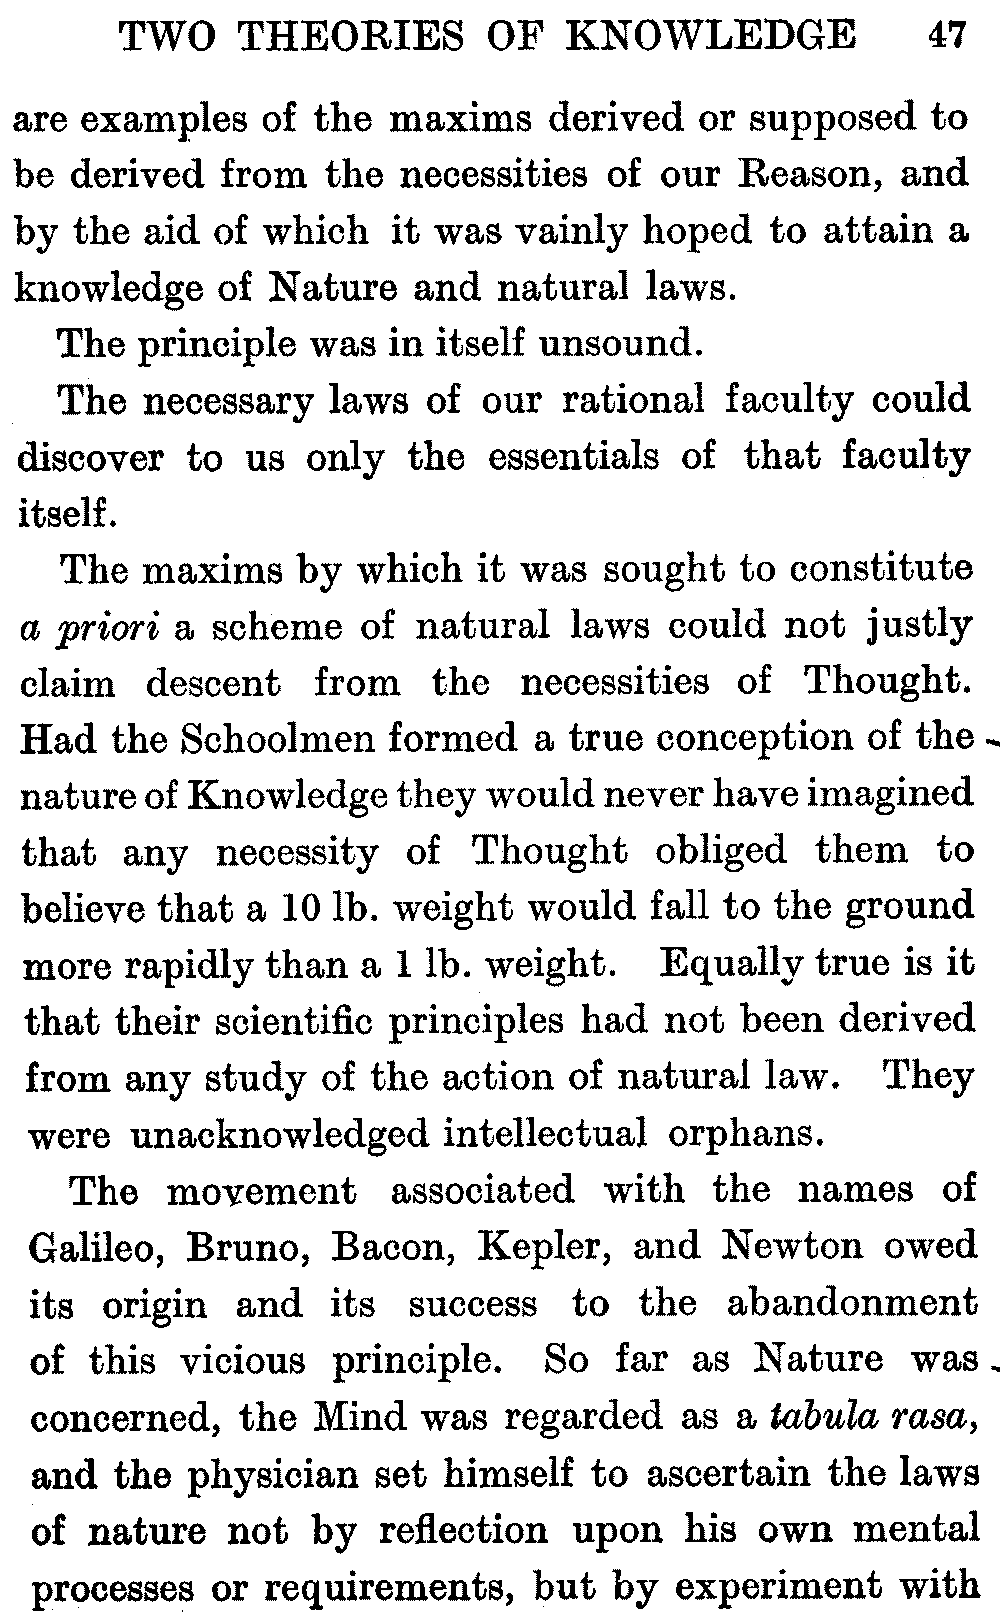 TWO THEORIES OF KNOWLEDGE 47
are examples of the maxims derived or supposed to
be derived from the necessities of our Reason, and
by the aid of which it was vainly hoped to attain a
knowledge of Nature and natural laws.
The principle was in itself unsound.
The necessary laws of our rational faculty could
discover to us only the essentials of that faculty
itself.
The maxims by which it was sought to constitute
a priori a scheme of natural laws could not justly
claim descent from the necessities of Thought.
Had the Schoolmen formed a true conception of the
nature of Knowledge they would never have imagined
that any necessity of Thought obliged them to
believe that a 10 lb. weight would fall to the ground
more rapidly than a 1 lb. weight. Equally true is it
that their scientific principles had not been derived
from any study of the action of natural law. They
were unacknowledged intellectual orphans.
The movement associated with the names of
Galileo, Bruno, Bacon, Kepler, and Newton owed
its origin and its success to the abandonment
of this vicious principle. So far as Nature was
concerned, the Mind was regarded as a tabula rasa,
and the physician set himself to ascertain the laws
of nature not by reflection upon his own mental
processes or requirements, but by experiment with